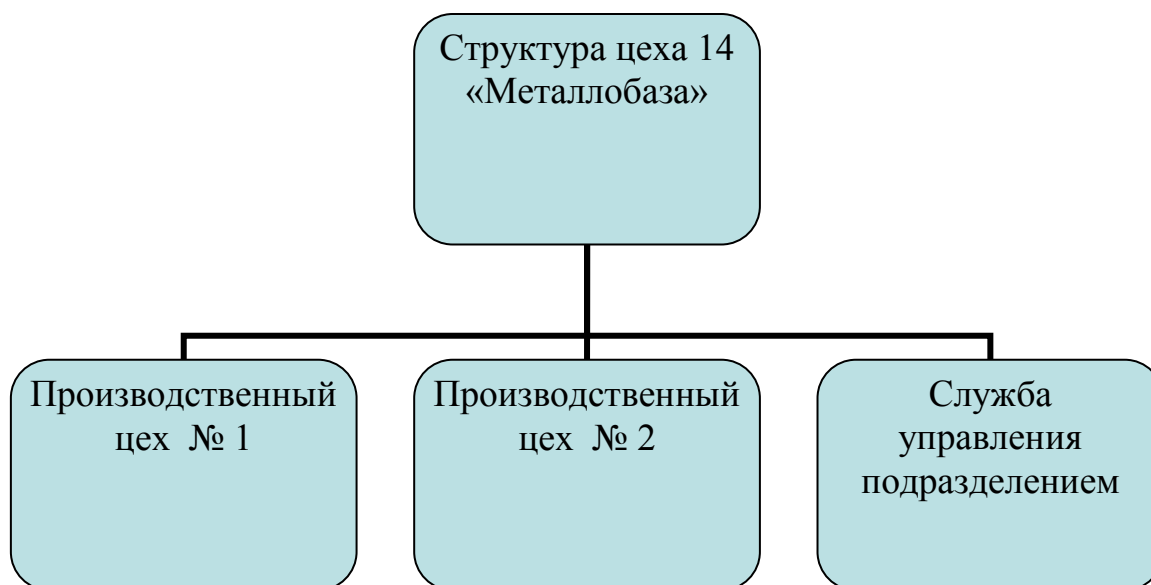 Структура цеха 14
«Металлобаза»
Производственный
цех № 1
Производственный
цех № 2
Служба
управления
подразделением